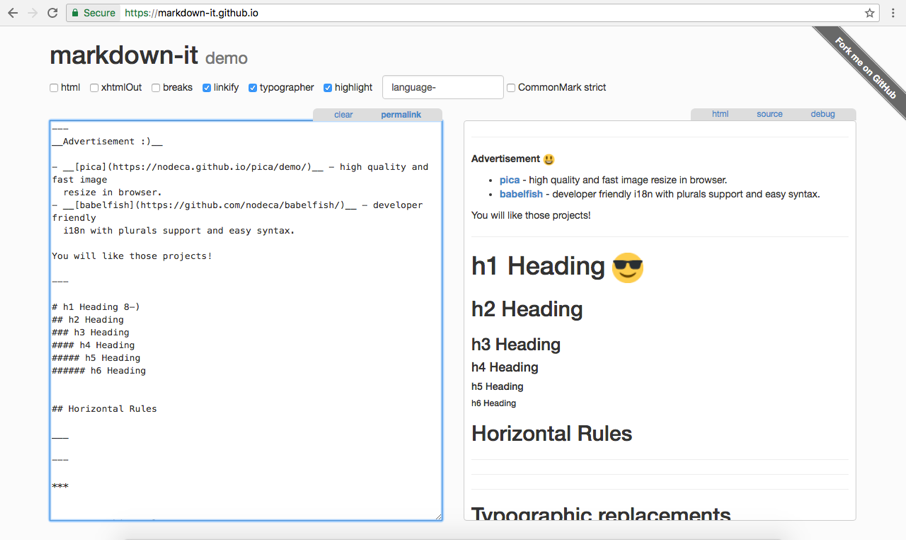 Secure https://markdown-it.github.io
Fork me on GitHub
markdown-it demo
html xhtmlOut breaks linkify typographer highlight language- CommonMark strict
clear permalink
---
__Advertisement :)__
- __[pica](https://nodeca.github.io/pica/demo/)__ - high quality and
fast image
resize in browser.
- __[babelfish](https://github.com/nodeca/babelfish/)__ - developer
friendly
i18n with plurals support and easy syntax.
You will like those projects!
---
# h1 Heading 8-)
## h2 Heading
### h3 Heading
#### h4 Heading
##### h5 Heading
###### h6 Heading
## Horizontal Rules
___
---
***
html source debug
Advertisement 😃
• pica - high quality and fast image resize in browser.
• babelfish - developer friendly i18n with plurals support and easy syntax.
You will like those projects!
h1 Heading 😎
h2 Heading
h3 Heading
h4 Heading
h5 Heading
h6 Heading
Horizontal Rules
Typographic replacements